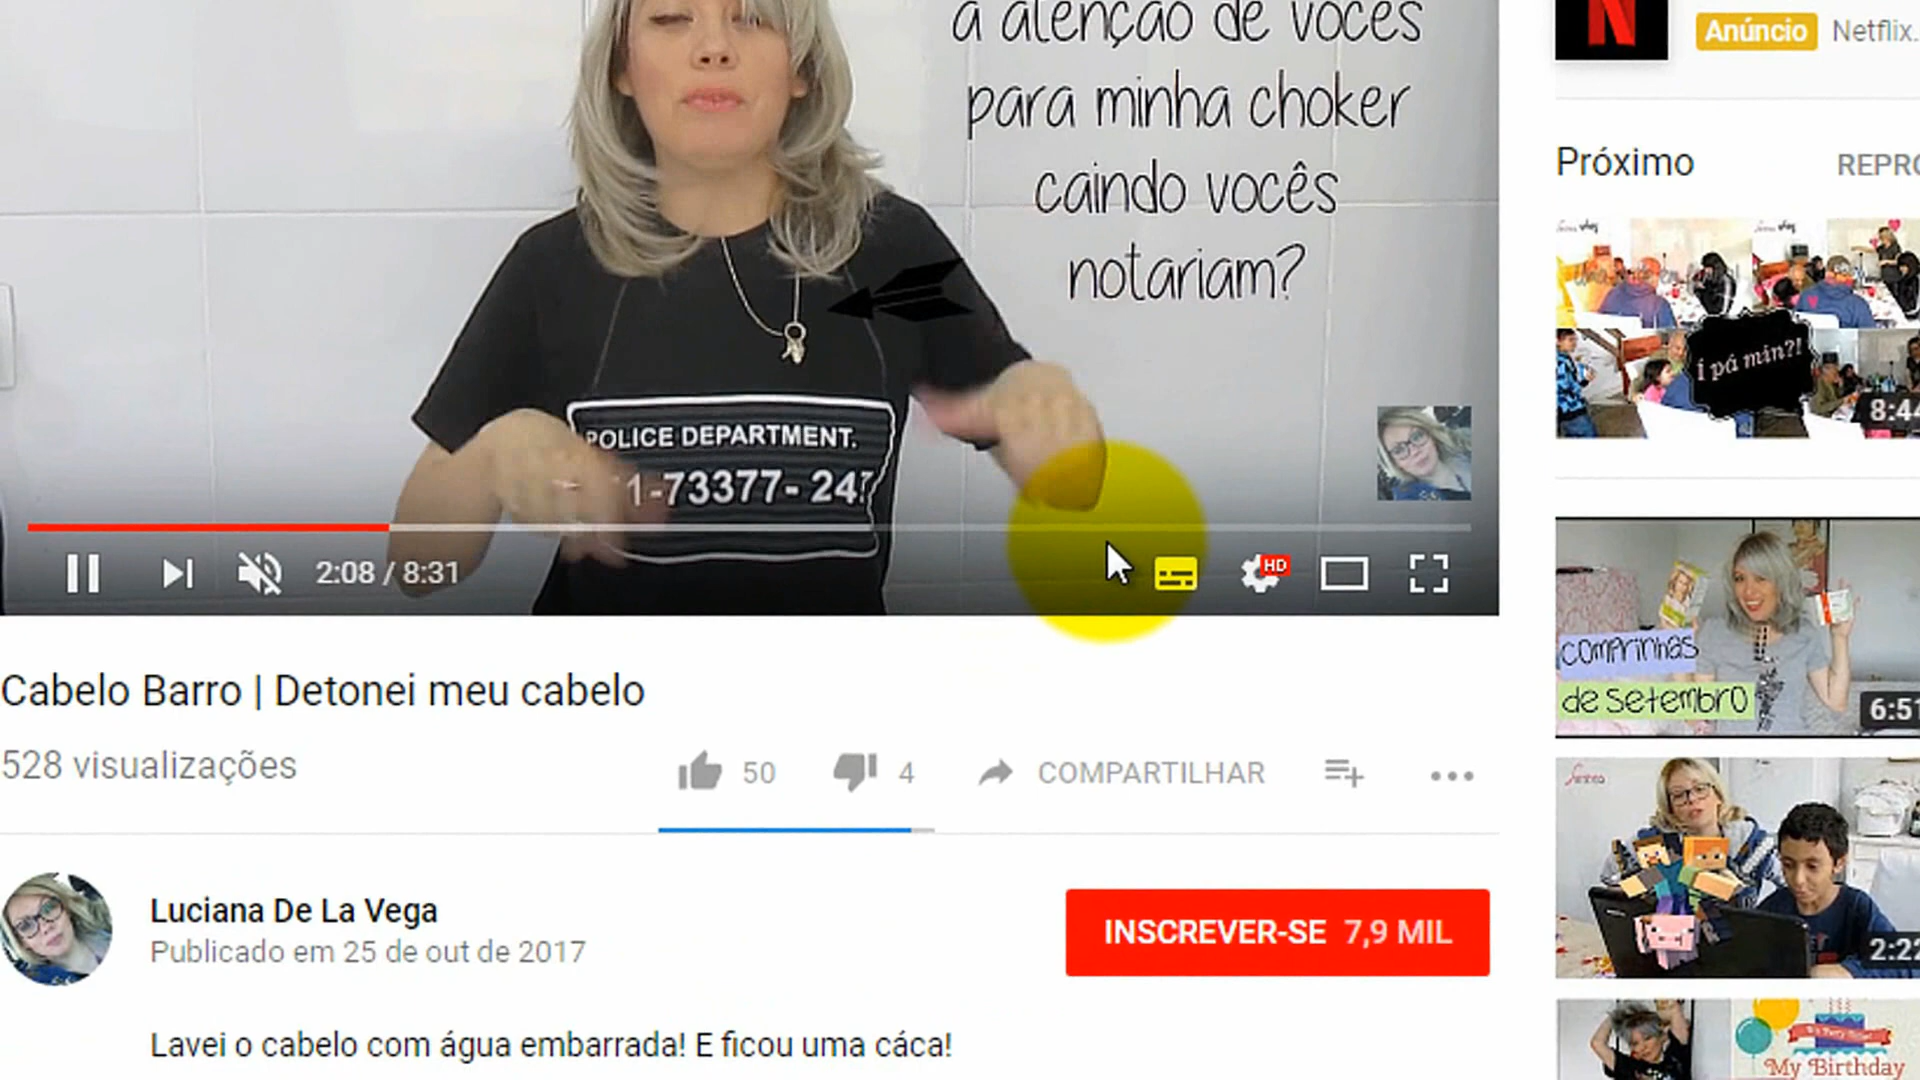 a atenção de vocês
para minha choker
caindo vocês
notariam?
POLICE DEPARTMENT.
1-73377- 247
HD
2:08 / 8:31
Cabelo Barro | Detonei meu cabelo
528 visualizações
50
4
COMPARTILHAR
Luciana De La Vega
Publicado em 25 de out de 2017
INSCREVER-SE 7,9 MIL
Lavei o cabelo com água embarrada! E ficou uma cáca!
N
Anúncio Netflix.
Próximo
REPRO
í pá min?!
8:44
comprinhas
de setembro
6:51
2:22
My Birthday